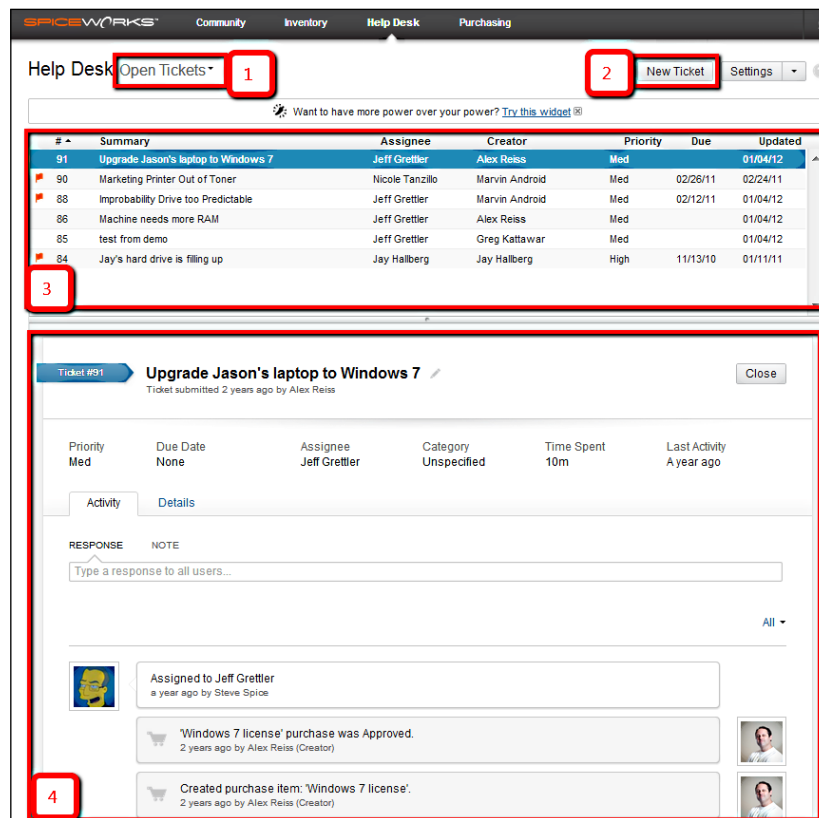 SPICEWORKS Community Inventory Help Desk Purchasing
Help Desk Open Tickets 1 2 New Ticket Settings
Want to have more power over your power? Try this widget
# Summary Assignee Creator Priority Due Updated
91 Upgrade Jason's laptop to Windows 7 Jeff Grettler Alex Reiss Med 01/04/12
90 Marketing Printer Out of Toner Nicole Tanzillo Marvin Android Med 02/26/11 02/24/11
88 Improbability Drive too Predictable Jeff Grettler Marvin Android Med 02/12/11 01/04/12
86 Machine needs more RAM Jeff Grettler Alex Reiss Med 01/04/12
85 test from demo Jeff Grettler Greg Kattawar Med 01/04/12
84 Jay's hard drive is filling up Jay Hallberg Jay Hallberg High 11/13/10 01/11/11
3
Ticket #91 Upgrade Jason's laptop to Windows 7 Close
Ticket submitted 2 years ago by Alex Reiss
Priority Due Date Assignee Category Time Spent Last Activity
Med None Jeff Grettler Unspecified 10m A year ago
Activity Details
RESPONSE NOTE
Type a response to all users...
All
Assigned to Jeff Grettler
a year ago by Steve Spice
'Windows 7 license' purchase was Approved.
2 years ago by Alex Reiss (Creator)
Created purchase item: 'Windows 7 license'.
2 years ago by Alex Reiss (Creator)
4